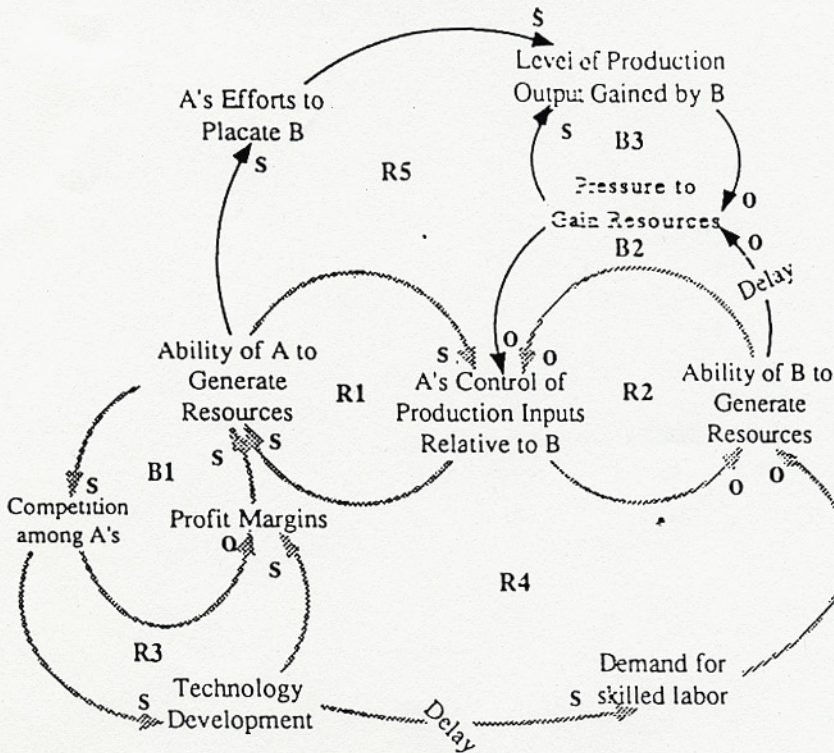 S
Level of Production
Output Gained by B
A's Efforts to
Placate B
S
S
B3
R5
Pressure to
Gain Resources
O
O
B2
Delay
Ability of A to
Generate
Resources
R1
S
O
O
A's Control of
Production Inputs
Relative to B
R2
Ability of B to
Generate
Resources
S
S
B1
S
O
O
Competition
among A's
Profit Margins
O
S
R4
R3
S
Technology
Development
Delay
S
Demand for
skilled labor